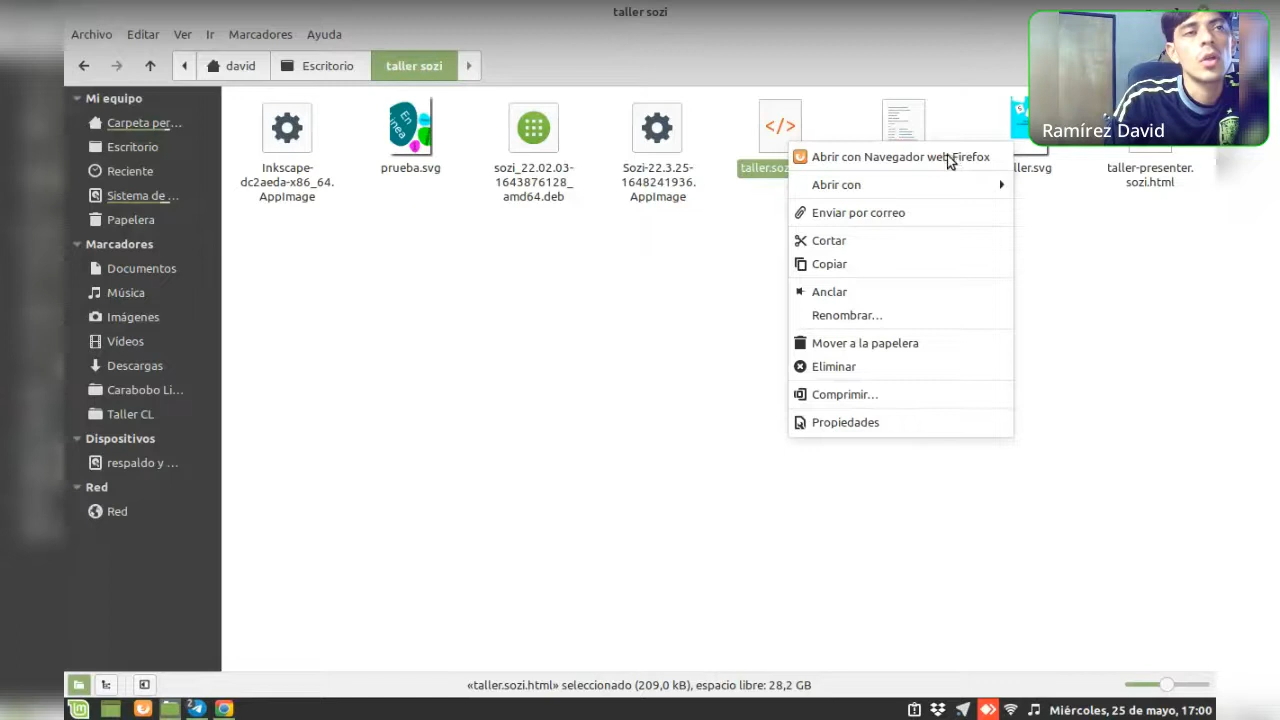 taller sozi
Archivo Editar Ver Ir Marcadores Ayuda
david Escritorio taller sozi
Ramírez David
Mi equipo
Carpeta per...
Escritorio
Reciente
Sistema de ...
Papelera
Marcadores
Documentos
Música
Imágenes
Vídeos
Descargas
Carabobo Li...
Taller CL
Dispositivos
respaldo y ...
Red
Red
Inkscape-
dc2aeda-x86_64.
AppImage
En
prueba.svg
sozi_22.02.03-
1643876128_
amd64.deb
Sozi-22.3.25-
1648241936.
AppImage
</>
taller.soz
ller.svg
taller-presenter.
sozi.html
Abrir con Navegador web Firefox
Abrir con
Enviar por correo
Cortar
Copiar
Anclar
Renombrar...
Mover a la papelera
Eliminar
Comprimir...
Propiedades
«taller.sozi.html» seleccionado (209,0 kB), espacio libre: 28,2 GB
Miércoles, 25 de mayo, 17:00